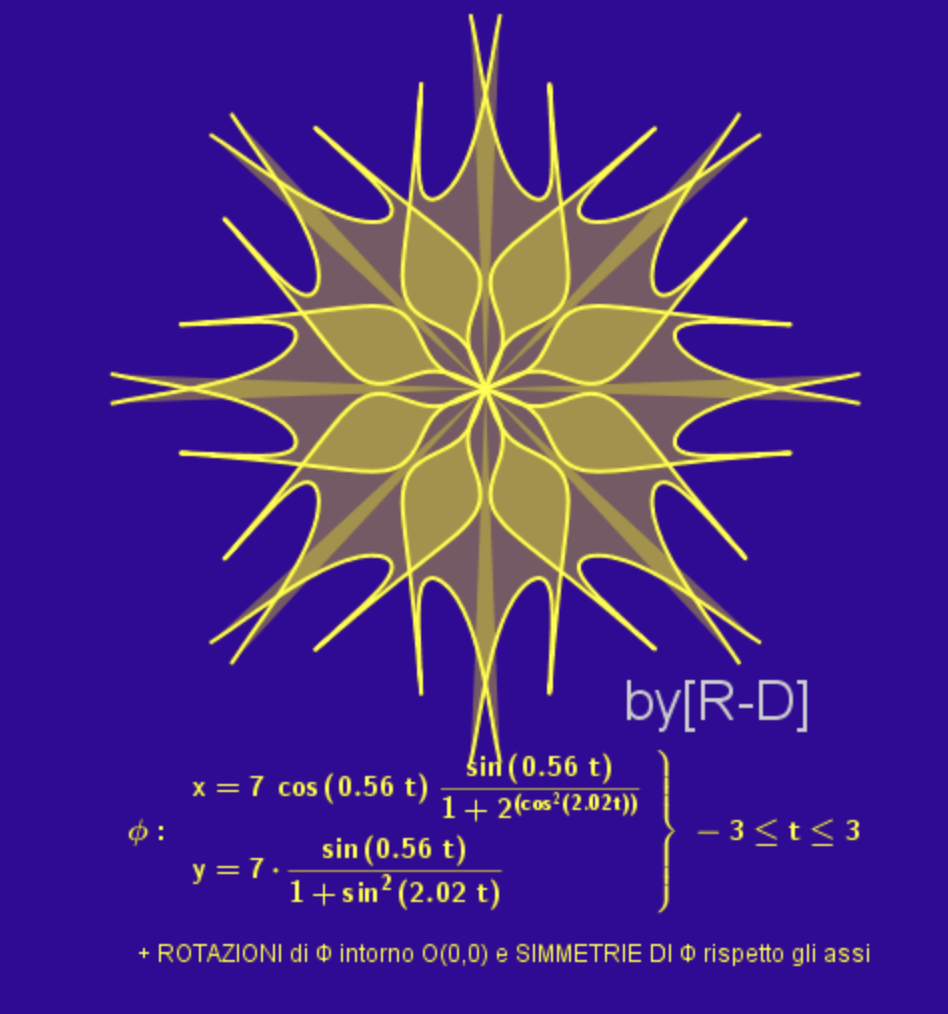 by[R-D]
ϕ : x = 7 cos (0.56 t) sin (0.56 t) / 1 + 2^(cos²(2.02t))
y = 7 · sin (0.56 t) / 1 + sin² (2.02 t)
} − 3 ≤ t ≤ 3
+ ROTAZIONI di Φ intorno O(0,0) e SIMMETRIE DI Φ rispetto gli assi